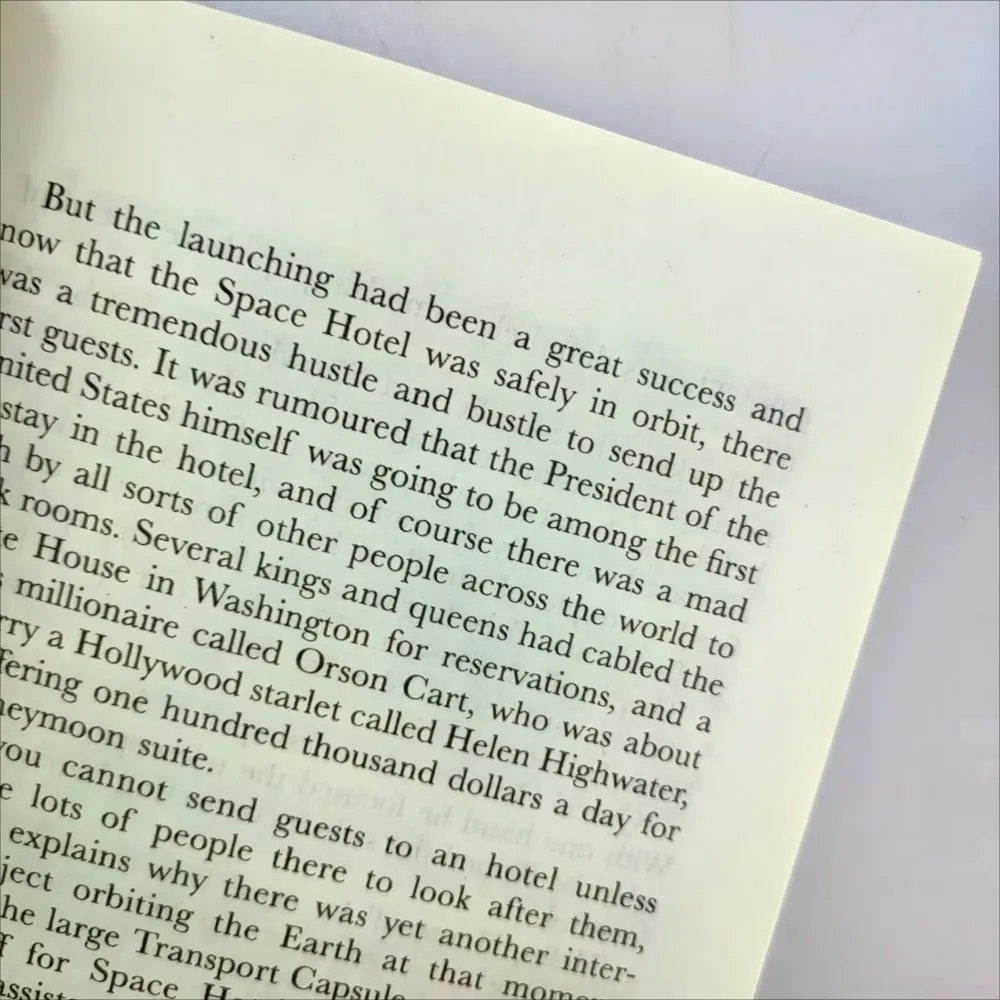 But the launching had been a great success and
now that the Space Hotel was safely in orbit, there
was a tremendous hustle and bustle to send up the
rst guests. It was rumoured that the President of the
nited States himself was going to be among the first
stay in the hotel, and of course there was a mad
h by all sorts of other people across the world to
k rooms. Several kings and queens had cabled the
te House in Washington for reservations, and a
s millionaire called Orson Cart, who was about
rry a Hollywood starlet called Helen Highwater,
fering one hundred thousand dollars a day for
neymoon suite.
you cannot send guests to an hotel unless
e lots of people there to look after them,
explains why there was yet another inter-
ject orbiting the Earth at that mome
he large Transport Capsule
f for Space
assist